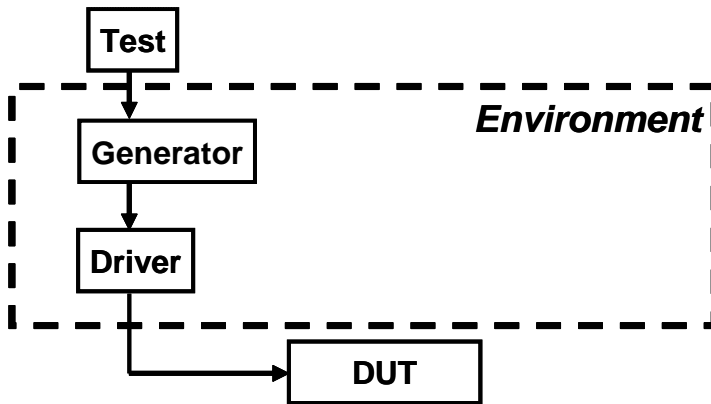 Test
Environment
Generator
Driver
DUT